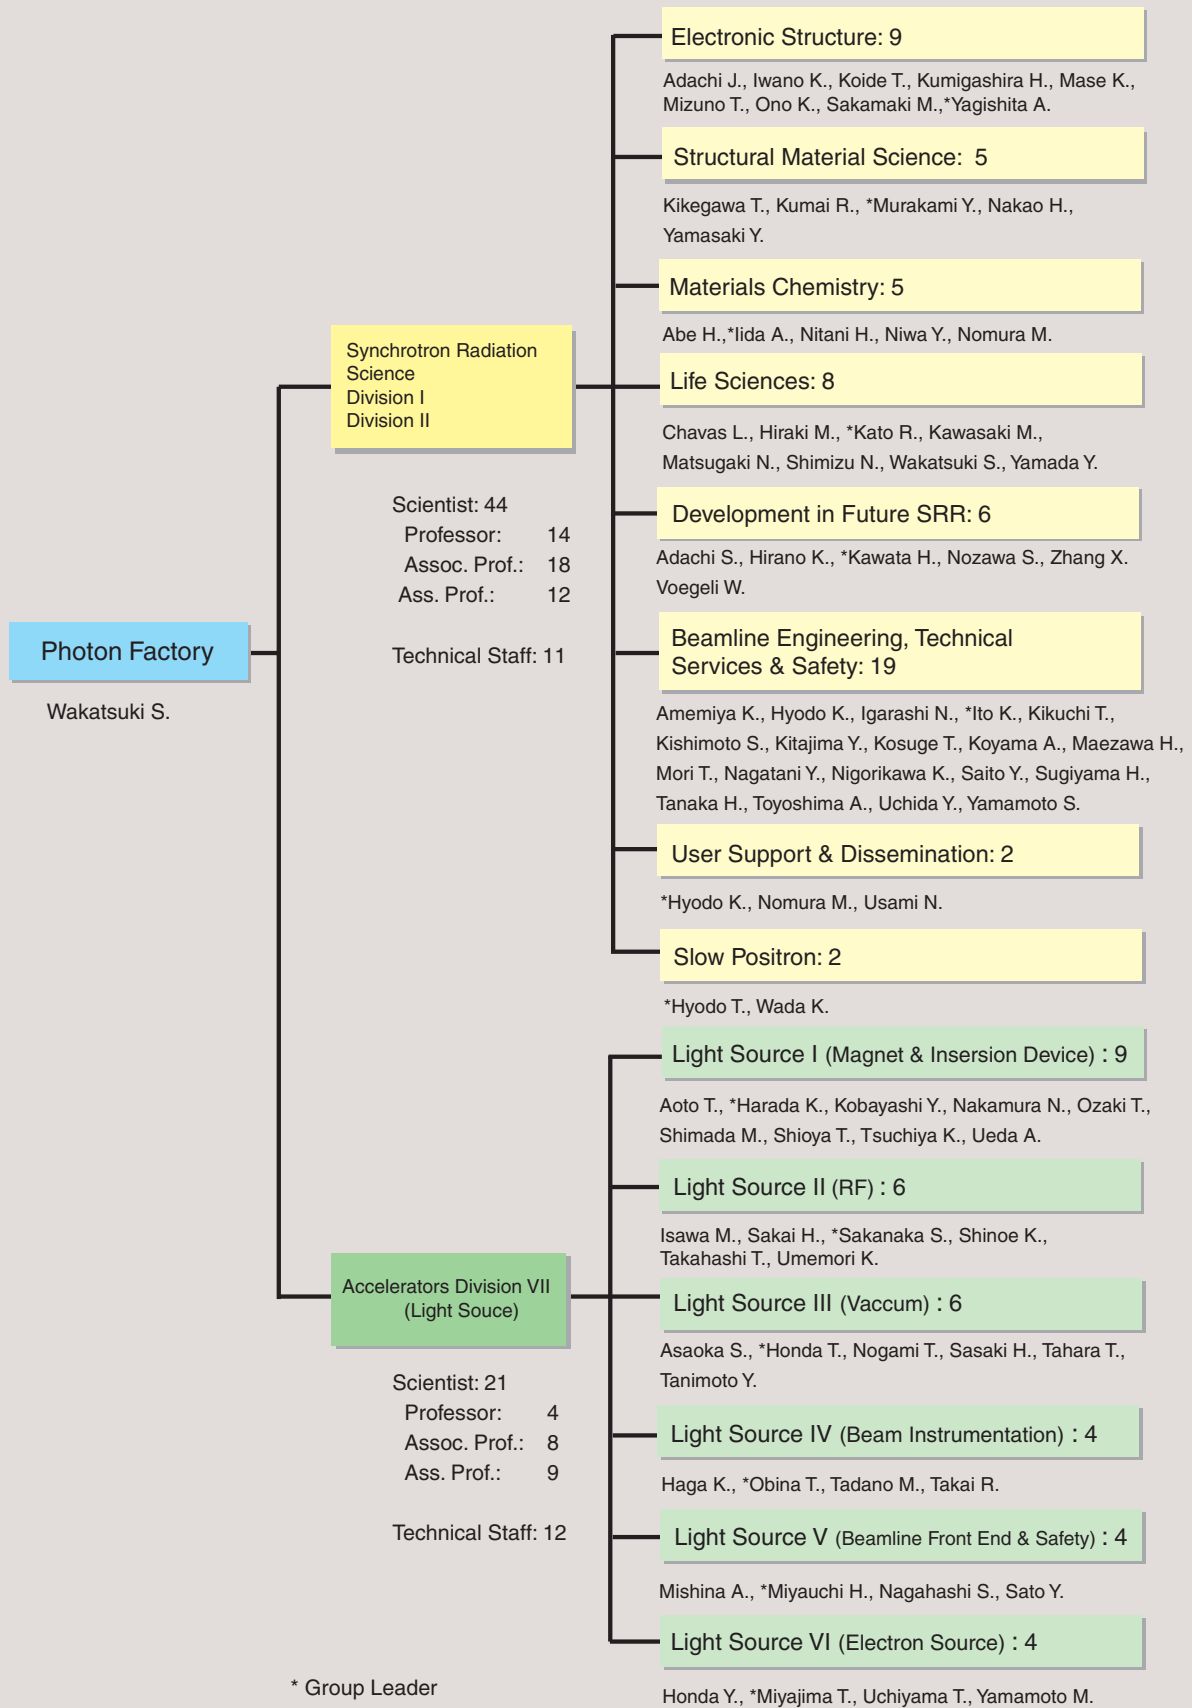 Photon Factory
Wakatsuki S.
Synchrotron Radiation
Science
Division I
Division II
Scientist: 44
Professor: 14
Assoc. Prof.: 18
Ass. Prof.: 12
Technical Staff: 11
Electronic Structure: 9
Adachi J., Iwano K., Koide T., Kumigashira H., Mase K.,
Mizuno T., Ono K., Sakamaki M.,*Yagishita A.
Structural Material Science: 5
Kikegawa T., Kumai R., *Murakami Y., Nakao H.,
Yamasaki Y.
Materials Chemistry: 5
Abe H.,*Iida A., Nitani H., Niwa Y., Nomura M.
Life Sciences: 8
Chavas L., Hiraki M., *Kato R., Kawasaki M.,
Matsugaki N., Shimizu N., Wakatsuki S., Yamada Y.
Development in Future SRR: 6
Adachi S., Hirano K., *Kawata H., Nozawa S., Zhang X.
Voegeli W.
Beamline Engineering, Technical
Services & Safety: 19
Amemiya K., Hyodo K., Igarashi N., *Ito K., Kikuchi T.,
Kishimoto S., Kitajima Y., Kosuge T., Koyama A., Maezawa H.,
Mori T., Nagatani Y., Nigorikawa K., Saito Y., Sugiyama H.,
Tanaka H., Toyoshima A., Uchida Y., Yamamoto S.
User Support & Dissemination: 2
*Hyodo K., Nomura M., Usami N.
Slow Positron: 2
*Hyodo T., Wada K.
Accelerators Division VII
(Light Souce)
Scientist: 21
Professor: 4
Assoc. Prof.: 8
Ass. Prof.: 9
Technical Staff: 12
Light Source I (Magnet & Insersion Device) : 9
Aoto T., *Harada K., Kobayashi Y., Nakamura N., Ozaki T.,
Shimada M., Shioya T., Tsuchiya K., Ueda A.
Light Source II (RF) : 6
Isawa M., Sakai H., *Sakanaka S., Shinoe K.,
Takahashi T., Umemori K.
Light Source III (Vaccum) : 6
Asaoka S., *Honda T., Nogami T., Sasaki H., Tahara T.,
Tanimoto Y.
Light Source IV (Beam Instrumentation) : 4
Haga K., *Obina T., Tadano M., Takai R.
Light Source V (Beamline Front End & Safety) : 4
Mishina A., *Miyauchi H., Nagahashi S., Sato Y.
Light Source VI (Electron Source) : 4
Honda Y., *Miyajima T., Uchiyama T., Yamamoto M.
* Group Leader